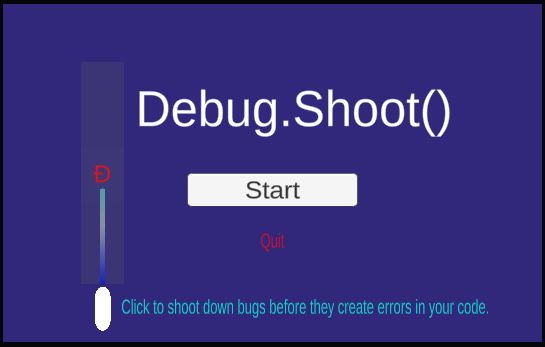 Debug.Shoot()
Đ
Start
Quit
Click to shoot down bugs before they create errors in your code.